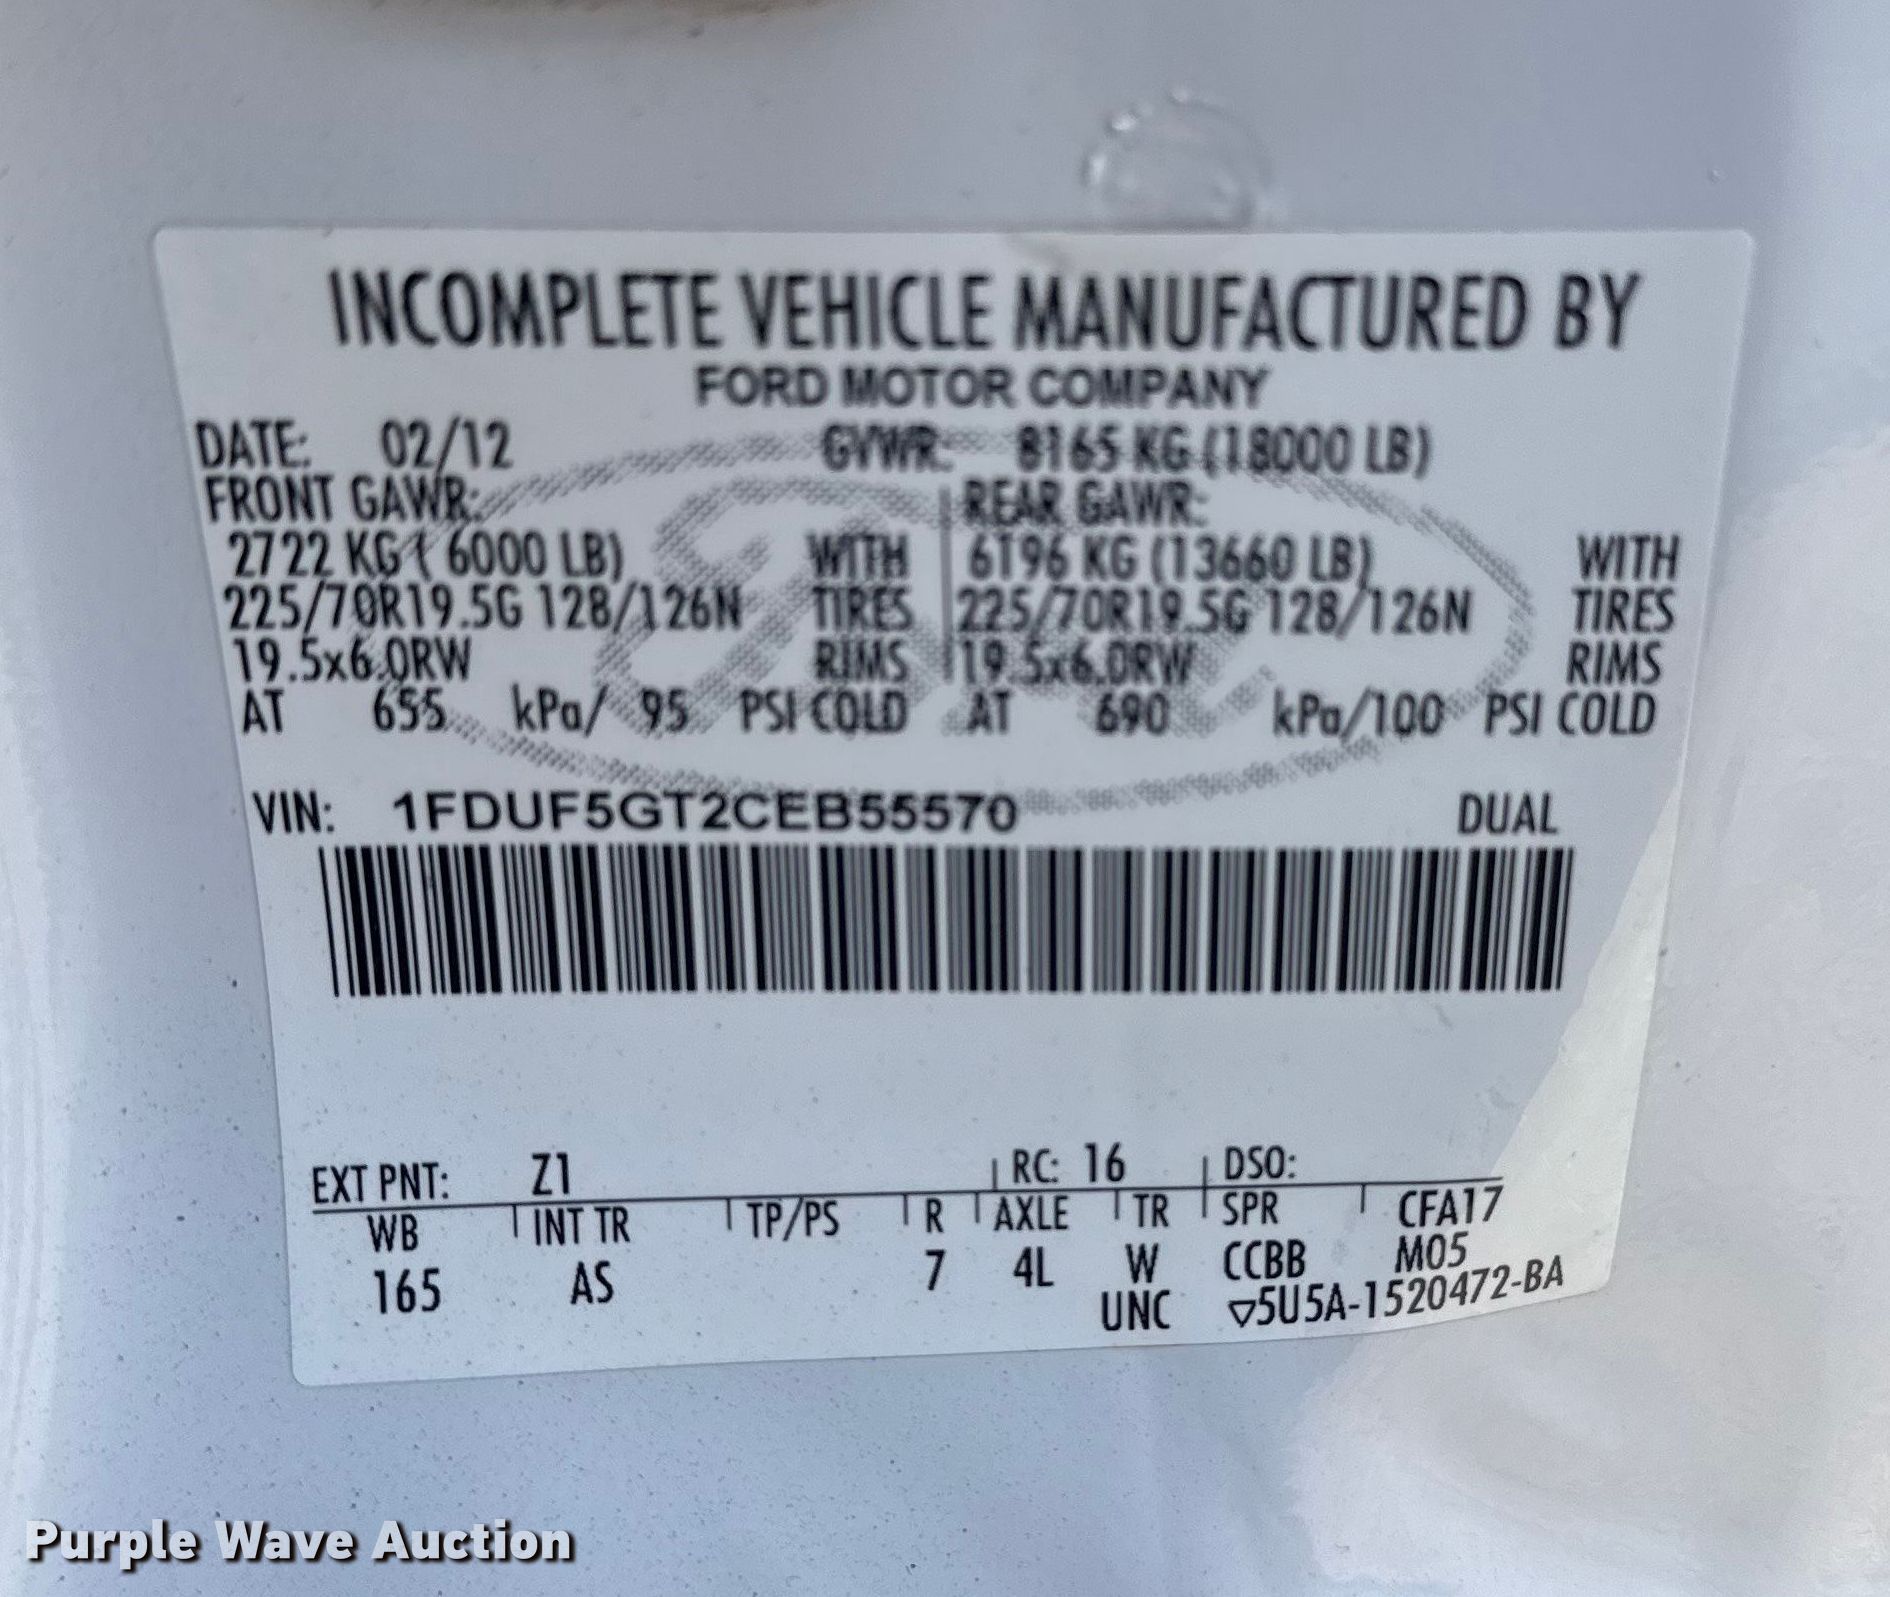 INCOMPLETE VEHICLE MANUFACTURED BY
FORD MOTOR COMPANY
DATE: 02/12 GVWR: 8165 KG (18000 LB)
FRONT GAWR: REAR GAWR:
2722 KG ( 6000 LB) WITH 6196 KG (13660 LB) WITH
225/70R19.5G 128/126N TIRES 225/70R19.5G 128/126N TIRES
19.5x6.0RW RIMS 19.5x6.0RW RIMS
AT 655 kPa/ 95 PSI COLD AT 690 kPa/100 PSI COLD
VIN: 1FDUF5GT2CEB55570 DUAL
EXT PNT: Z1 RC: 16 DSO:
WB INT TR TP/PS R AXLE TR SPR CFA17
165 AS 7 4L W CCBB M05
UNC ▽5U5A-1520472-BA
Purple Wave Auction